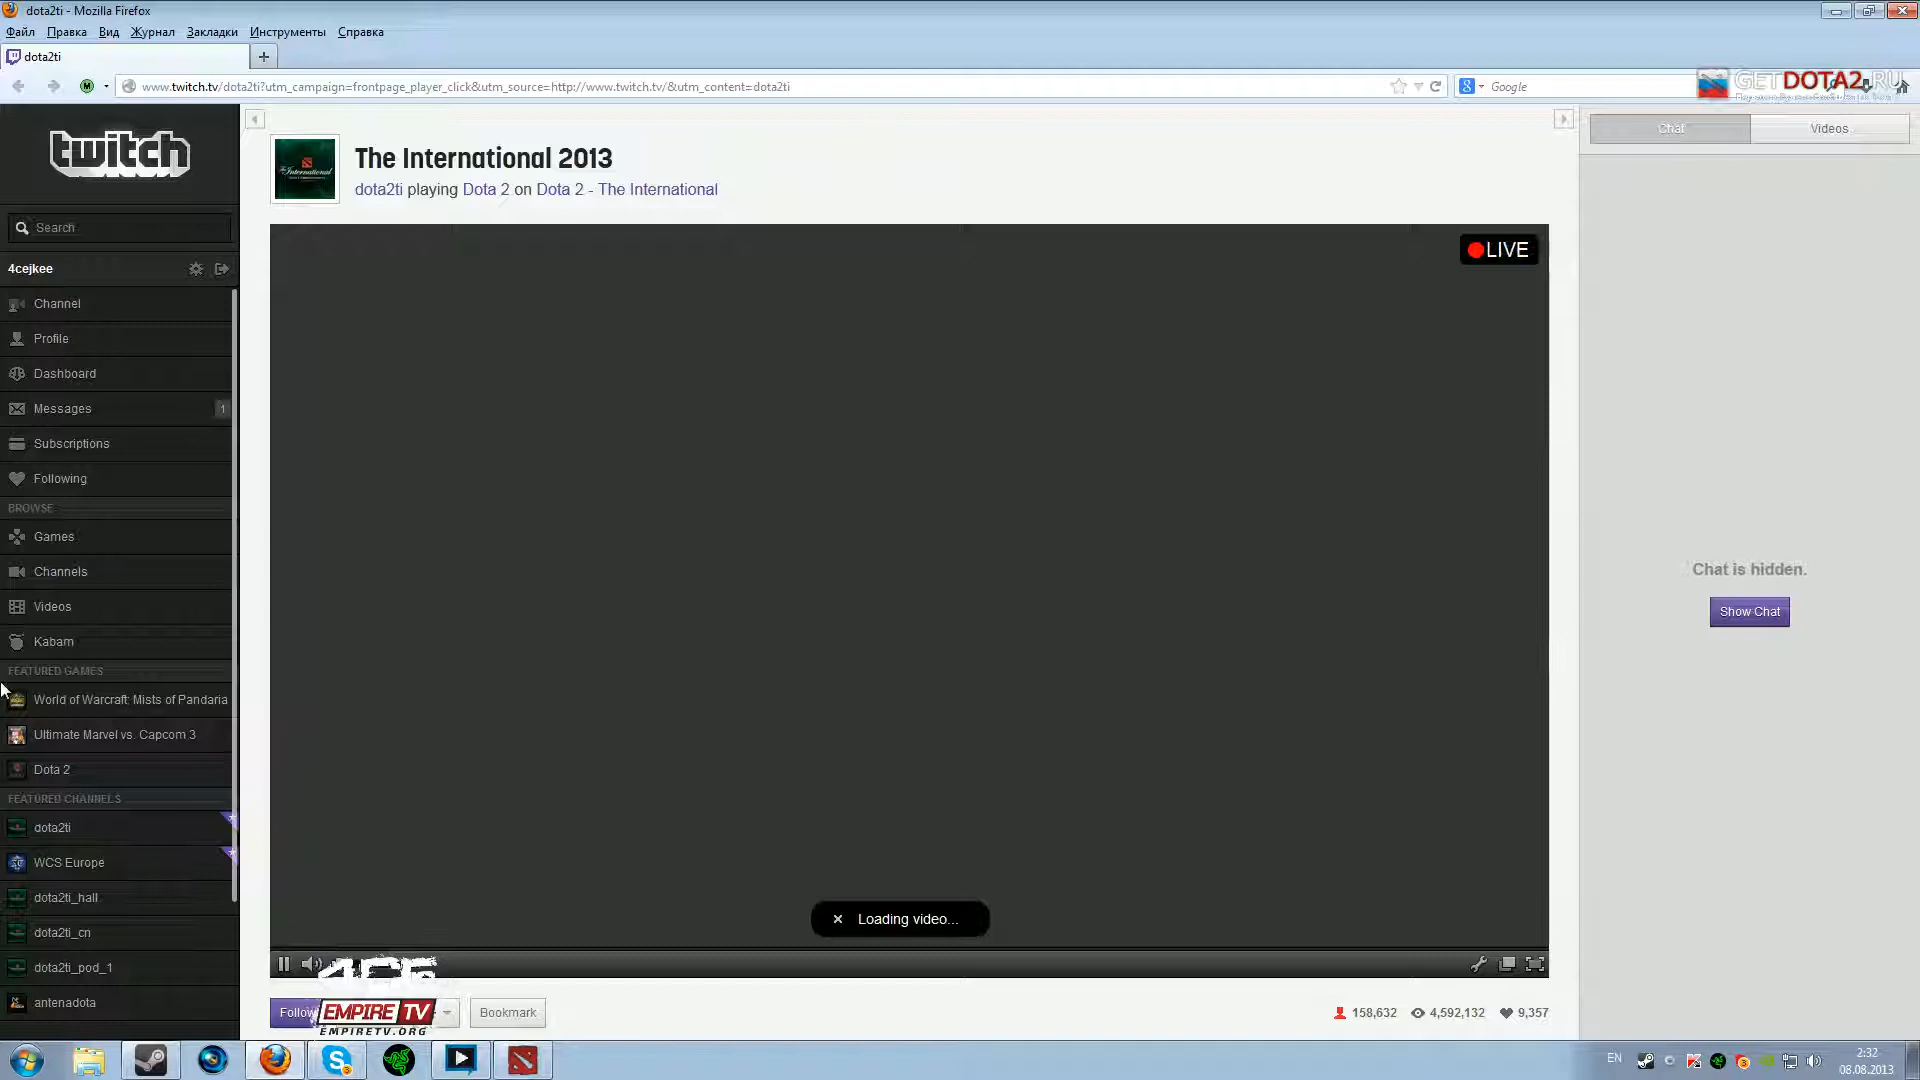 dota2ti - Mozilla Firefox
Файл Правка Вид Журнал Закладки Инструменты Справка
dota2ti
www.twitch.tv/dota2ti?utm_campaign=frontpage_player_click&utm_source=http://www.twitch.tv/&utm_content=dota2ti
Google
GETDOTA2.RU
twitch
Search
4cejkee
Channel
Profile
Dashboard
Messages 1
Subscriptions
Following
BROWSE
Games
Channels
Videos
Kabam
FEATURED GAMES
World of Warcraft: Mists of Pandaria
Ultimate Marvel vs. Capcom 3
Dota 2
FEATURED CHANNELS
dota2ti
WCS Europe
dota2ti_hall
dota2ti_cn
dota2ti_pod_1
antenadota
The International 2013
dota2ti playing Dota 2 on Dota 2 - The International
LIVE
Loading video...
Follow
EMPIRE TV
EMPIRETV.ORG
Bookmark
158,632 4,592,132 9,357
Chat Videos
Chat is hidden.
Show Chat
EN
2:32
08.08.2013